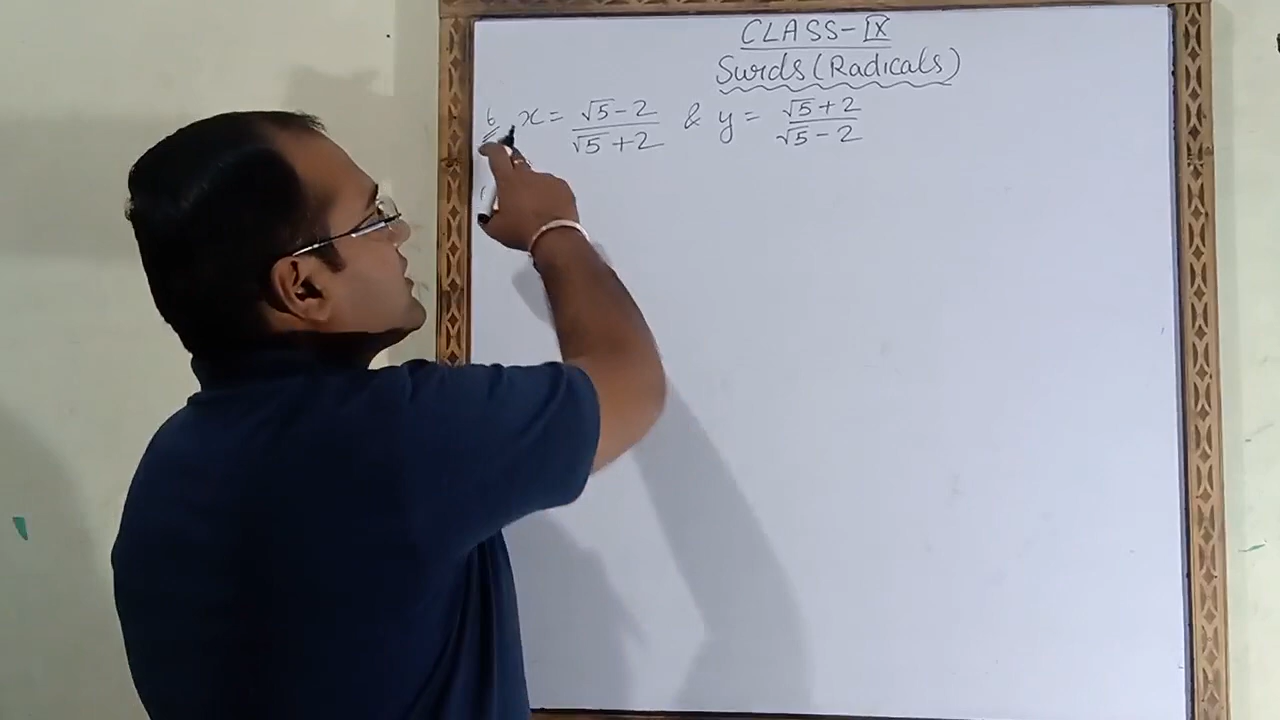 CLASS-IX
Surds (Radicals)
6 x = √5-2 / √5+2 & y = √5+2 / √5-2